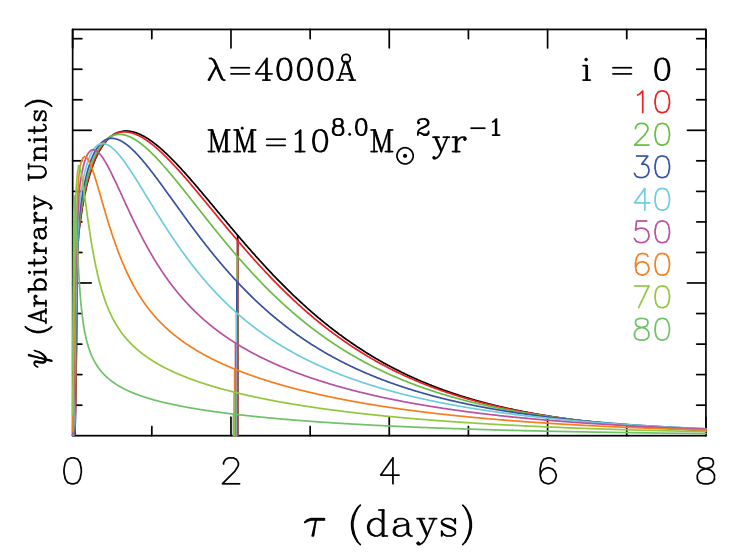 λ=4000Å
i = 0
10
20
30
40
50
60
70
80
MṀ=10^8.0M_⊙^2yr^−1
ψ (Arbitrary Units)
0 2 4 6 8
τ (days)